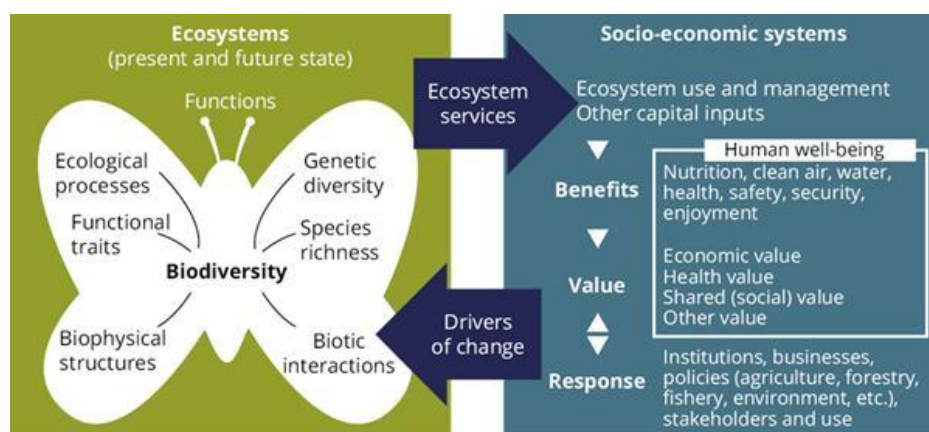 Ecosystems
(present and future state)
Functions
Ecological
processes
Genetic
diversity
Functional
traits
Species
richness
Biodiversity
Biophysical
structures
Biotic
interactions
Ecosystem
services
Drivers
of change
Socio-economic systems
Ecosystem use and management
Other capital inputs
Human well-being
Benefits
Nutrition, clean air, water,
health, safety, security,
enjoyment
Value
Economic value
Health value
Shared (social) value
Other value
Response
Institutions, businesses,
policies (agriculture, forestry,
fishery, environment, etc.),
stakeholders and use